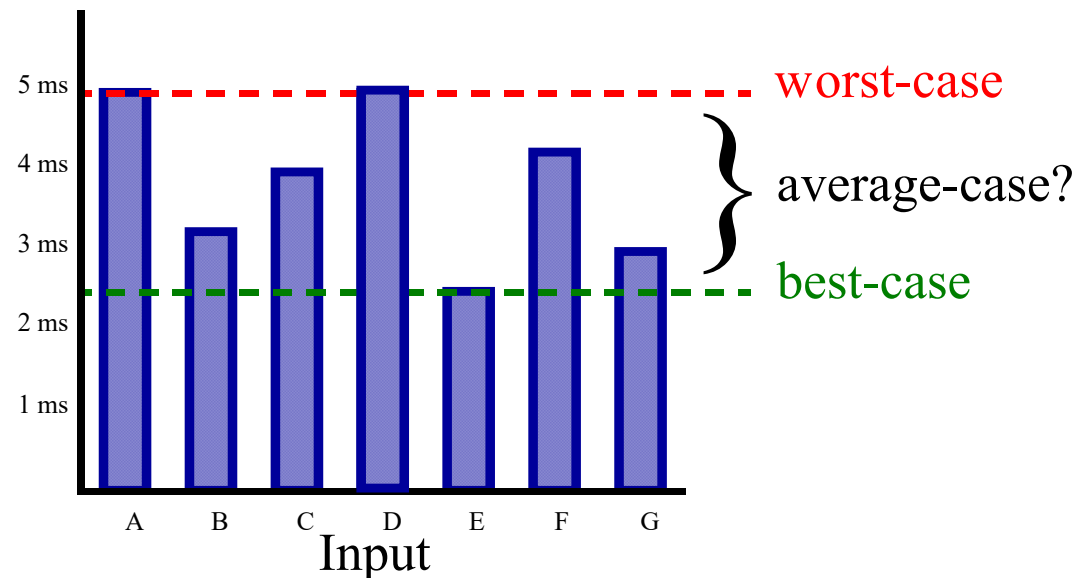 5 ms
worst-case
4 ms
average-case?
3 ms
best-case
2 ms
1 ms
A B C D E F G
Input